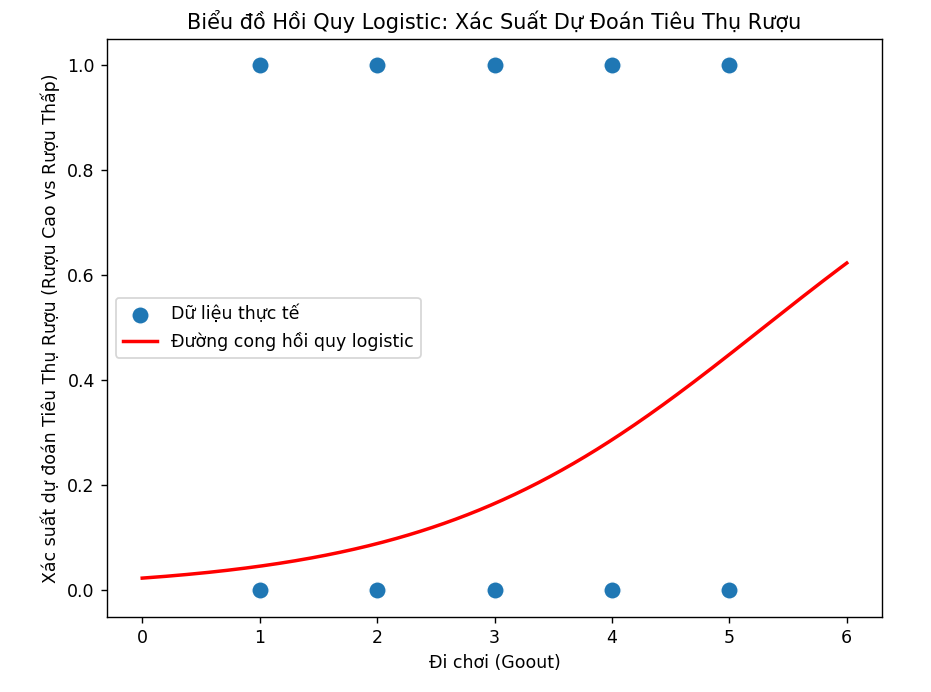 Biểu đồ Hồi Quy Logistic: Xác Suất Dự Đoán Tiêu Thụ Rượu
Xác suất dự đoán Tiêu Thụ Rượu (Rượu Cao vs Rượu Thấp)
1.0
0.8
0.6
0.4
0.2
0.0
Dữ liệu thực tế
Đường cong hồi quy logistic
0 1 2 3 4 5 6
Đi chơi (Goout)